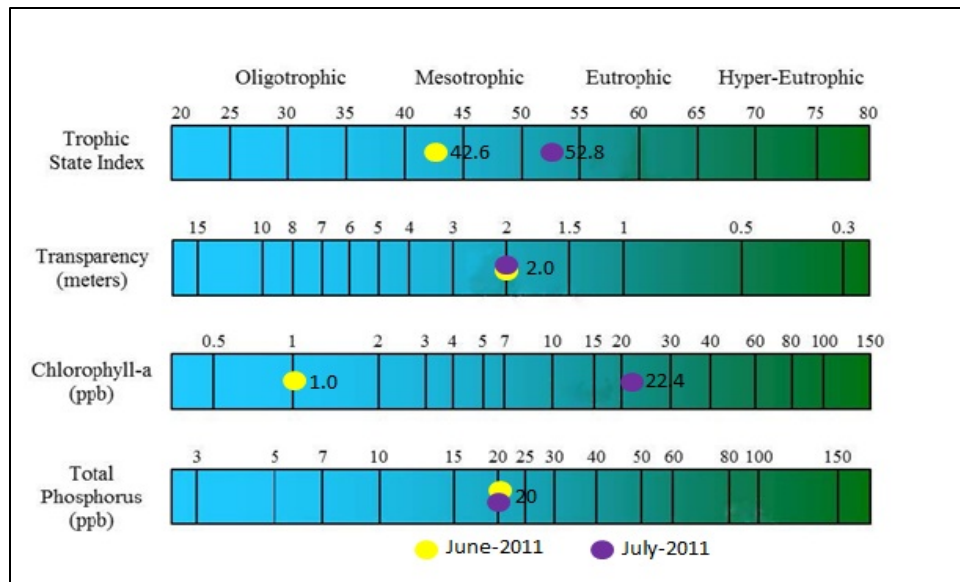 Oligotrophic Mesotrophic Eutrophic Hyper-Eutrophic
20 25 30 35 40 45 50 55 60 65 70 75 80
Trophic
State Index
42.6 52.8
15 10 8 7 6 5 4 3 2 1.5 1 0.5 0.3
Transparency
(meters)
2.0
0.5 1 2 3 4 5 7 10 15 20 30 40 60 80 100 150
Chlorophyll-a
(ppb)
1.0 22.4
3 5 7 10 15 20 25 30 40 50 60 80 100 150
Total
Phosphorus
(ppb)
20
June-2011 July-2011